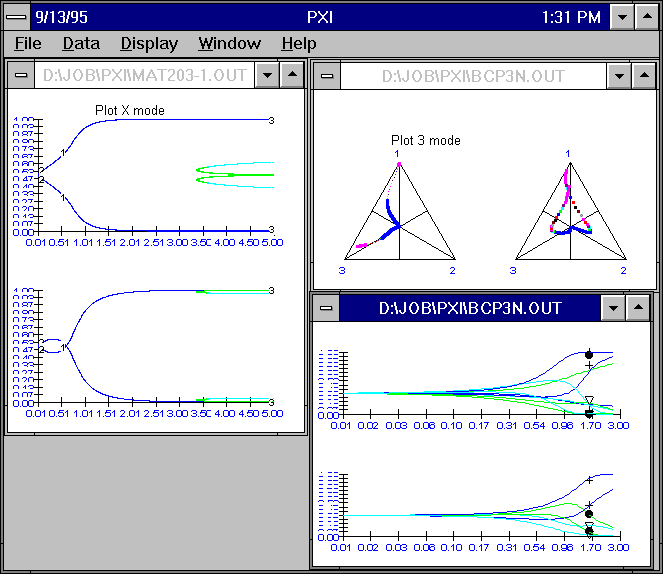 9/13/95 PXI 1:31 PM
File Data Display Window Help
D:\JOB\PXI\MAT203-1.OUT
Plot X mode
3
1
2
1
3
0.01 0.51 1.01 1.51 2.01 2.51 3.01 3.50 4.00 4.50 5.00
3
2 1
3
0.01 0.51 1.01 1.51 2.01 2.51 3.01 3.50 4.00 4.50 5.00
D:\JOB\PXI\BCP3N.OUT
Plot 3 mode
1 1
3 2 3 2
D:\JOB\PXI\BCP3N.OUT
0.01 0.02 0.03 0.06 0.10 0.17 0.31 0.54 0.96 1.70 3.00
0.01 0.02 0.03 0.06 0.10 0.17 0.31 0.54 0.96 1.70 3.00